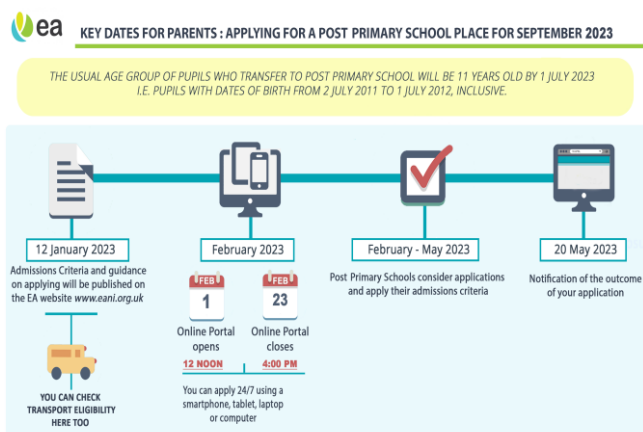 ea
KEY DATES FOR PARENTS : APPLYING FOR A POST PRIMARY SCHOOL PLACE FOR SEPTEMBER 2023
THE USUAL AGE GROUP OF PUPILS WHO TRANSFER TO POST PRIMARY SCHOOL WILL BE 11 YEARS OLD BY 1 JULY 2023
I.E. PUPILS WITH DATES OF BIRTH FROM 2 JULY 2011 TO 1 JULY 2012, INCLUSIVE.
12 January 2023
Admissions Criteria and guidance
on applying will be published on
the EA website www.eani.org.uk
YOU CAN CHECK
TRANSPORT ELIGIBILITY
HERE TOO
February 2023
FEB
1
Online Portal
opens
12 NOON
FEB
23
Online Portal
closes
4:00 PM
You can apply 24/7 using a
smartphone, tablet, laptop
or computer
February - May 2023
Post Primary Schools consider applications
and apply their admissions criteria
20 May 2023
Notification of the outcome
of your application